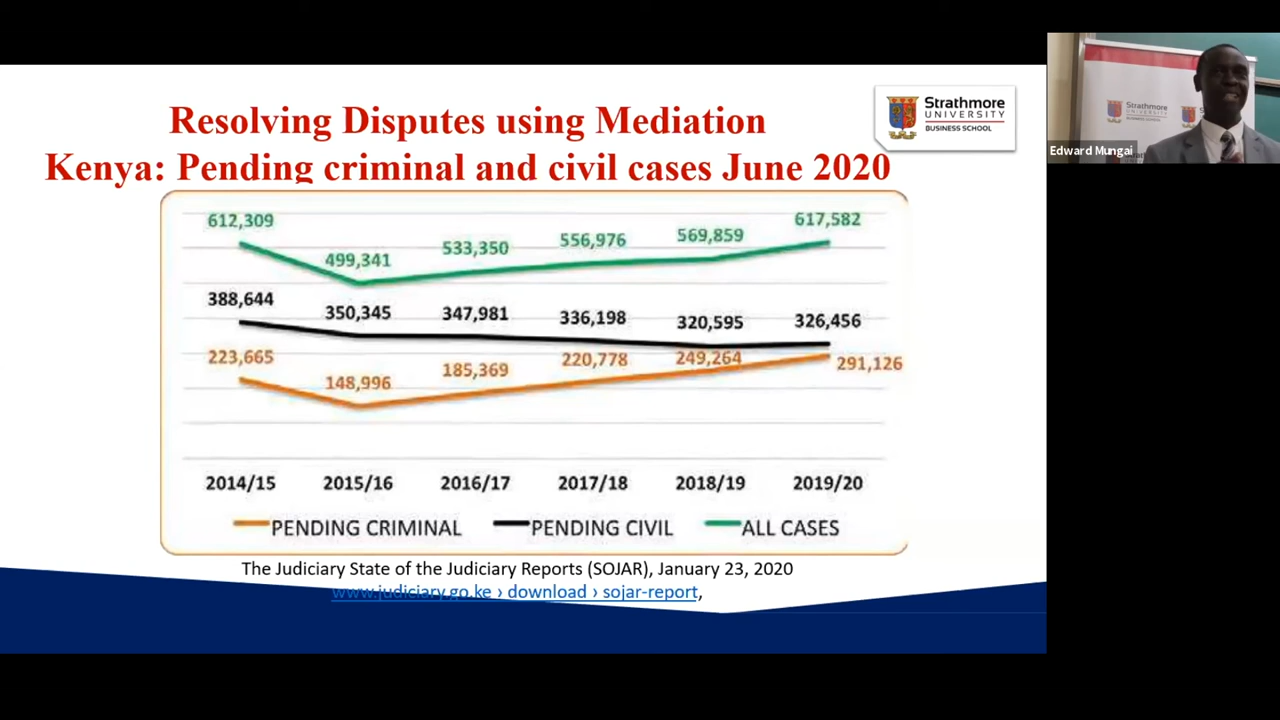 Resolving Disputes using Mediation
Kenya: Pending criminal and civil cases June 2020
Strathmore
UNIVERSITY
BUSINESS SCHOOL
Strathmore
UNIVERSITY
Edward Mungai
612,309
499,341
533,350
556,976
569,859
617,582
388,644
350,345
347,981
336,198
320,595
326,456
223,665
148,996
185,369
220,778
249,264
291,126
2014/15 2015/16 2016/17 2017/18 2018/19 2019/20
PENDING CRIMINAL PENDING CIVIL ALL CASES
The Judiciary State of the Judiciary Reports (SOJAR), January 23, 2020
www.judiciary.go.ke › download › sojar-report,